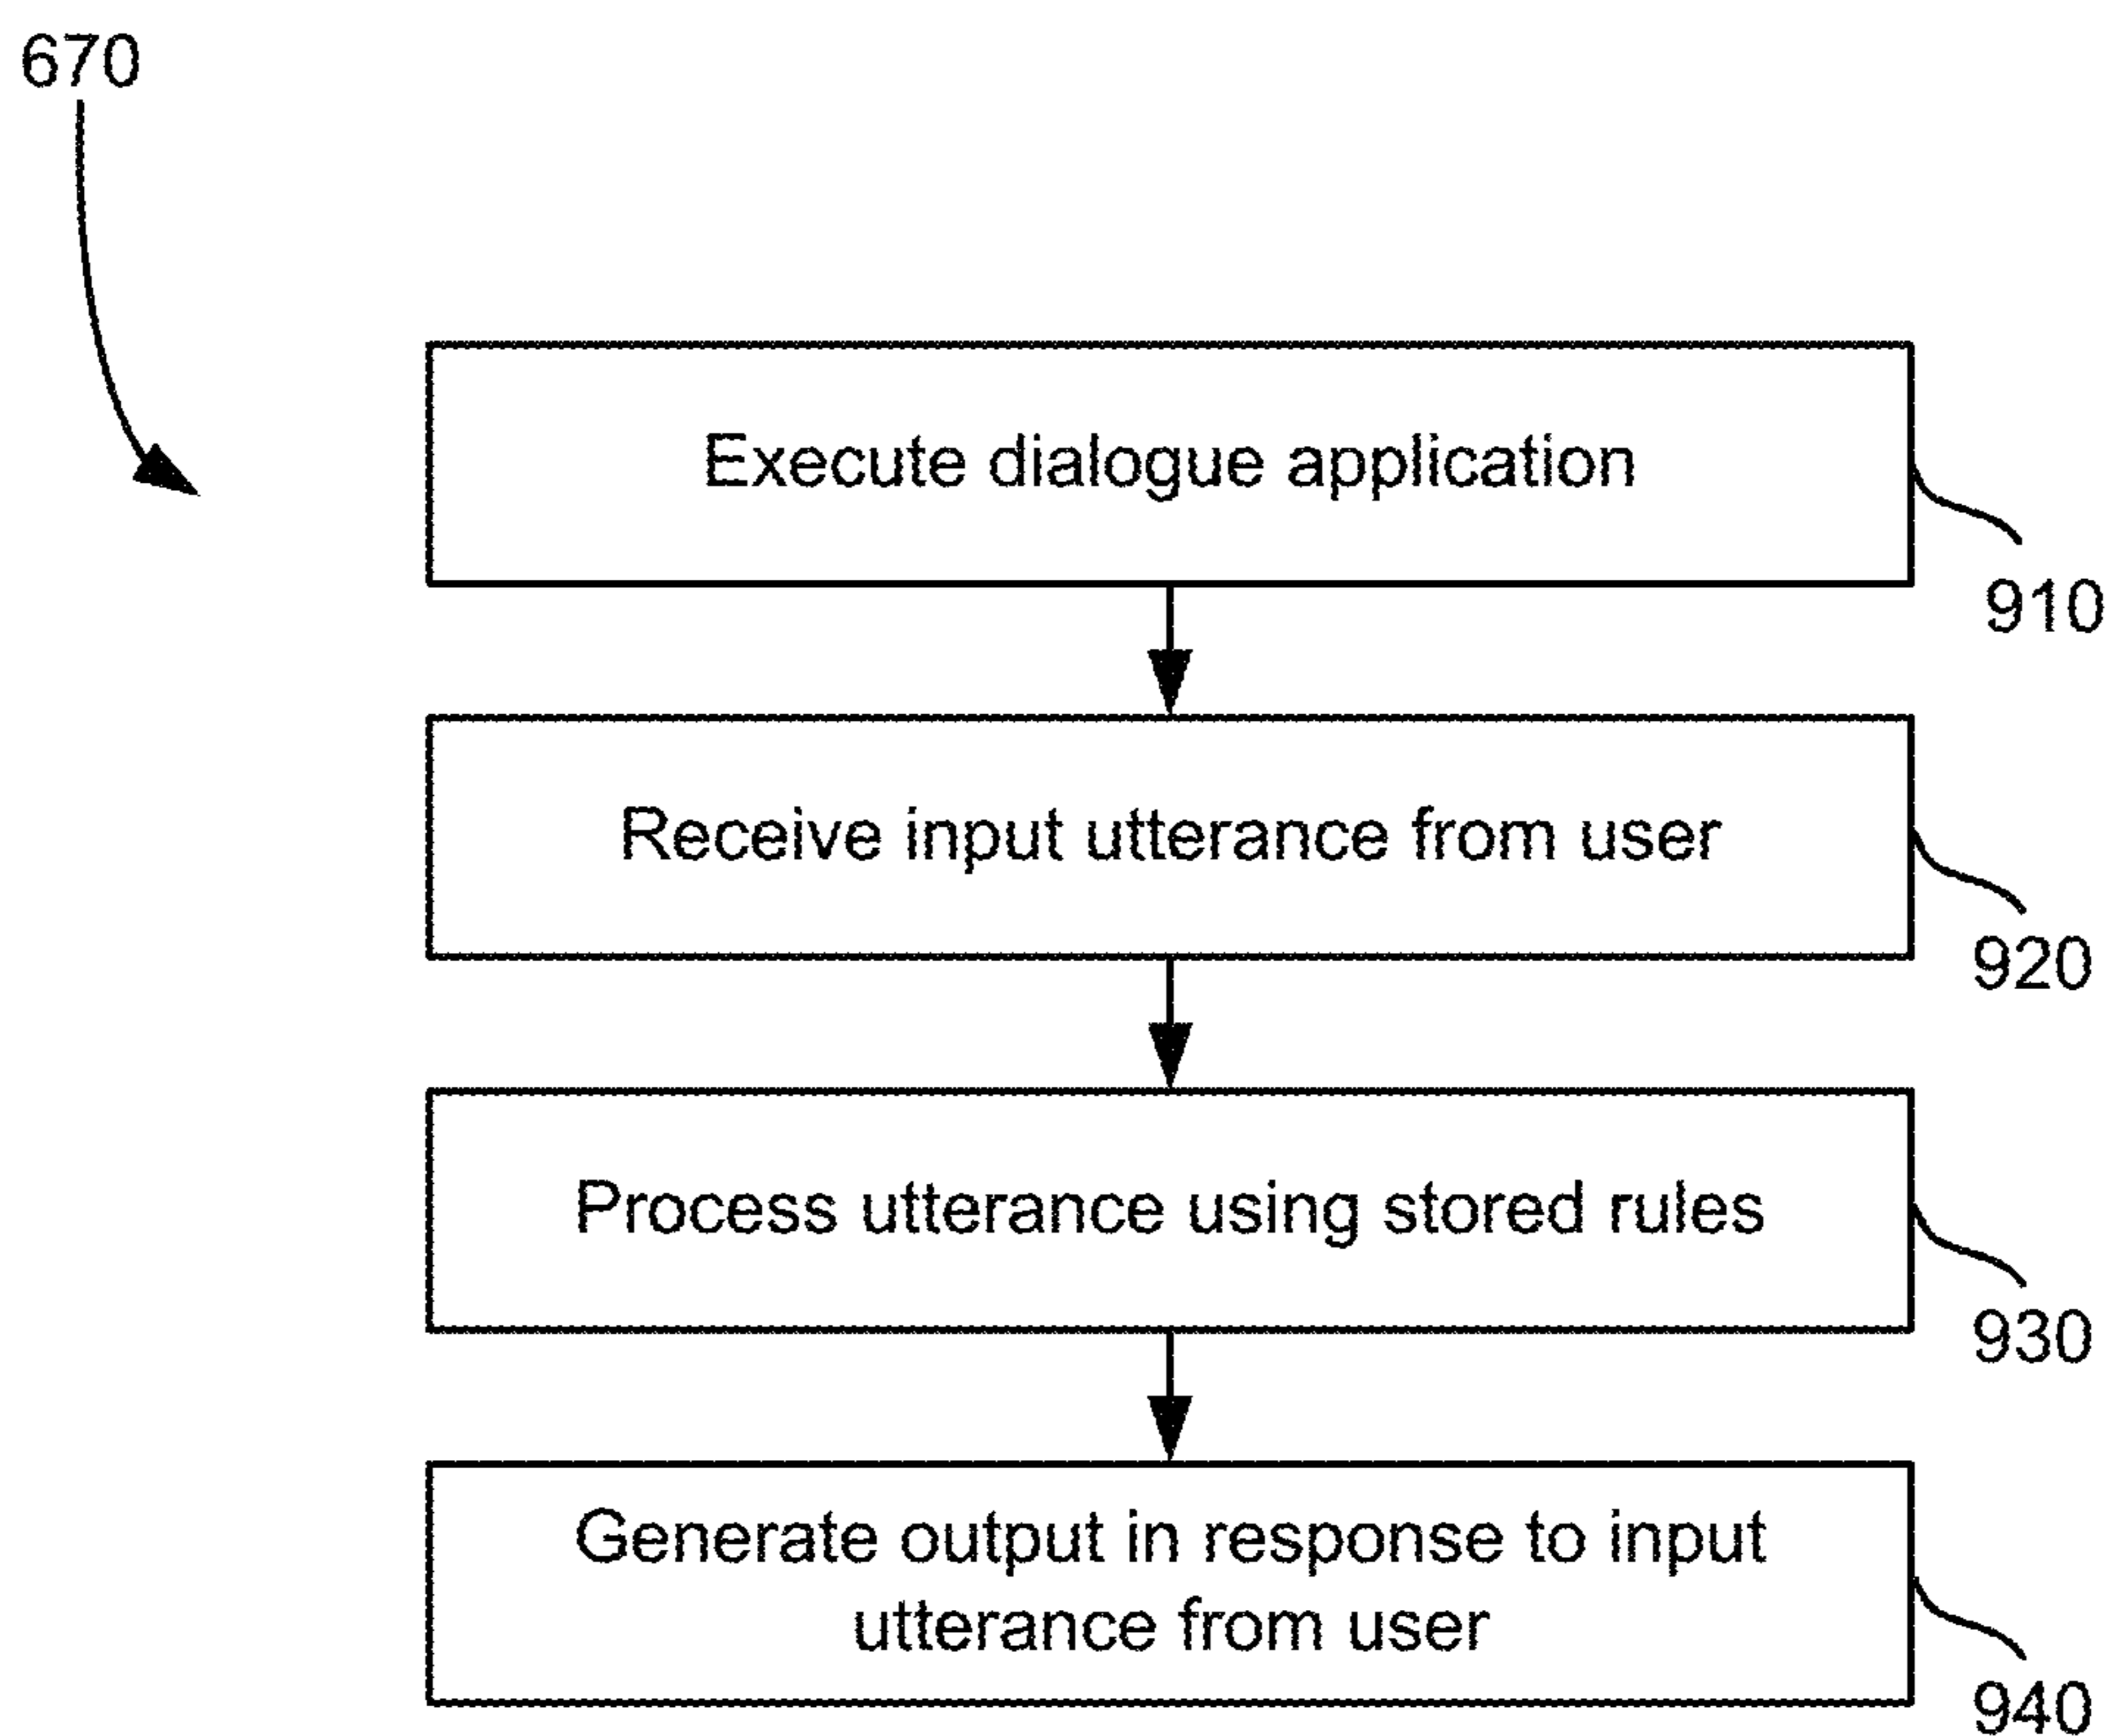 670
Execute dialogue application
910
Receive input utterance from user
920
Process utterance using stored rules
930
Generate output in response to input
utterance from user
940